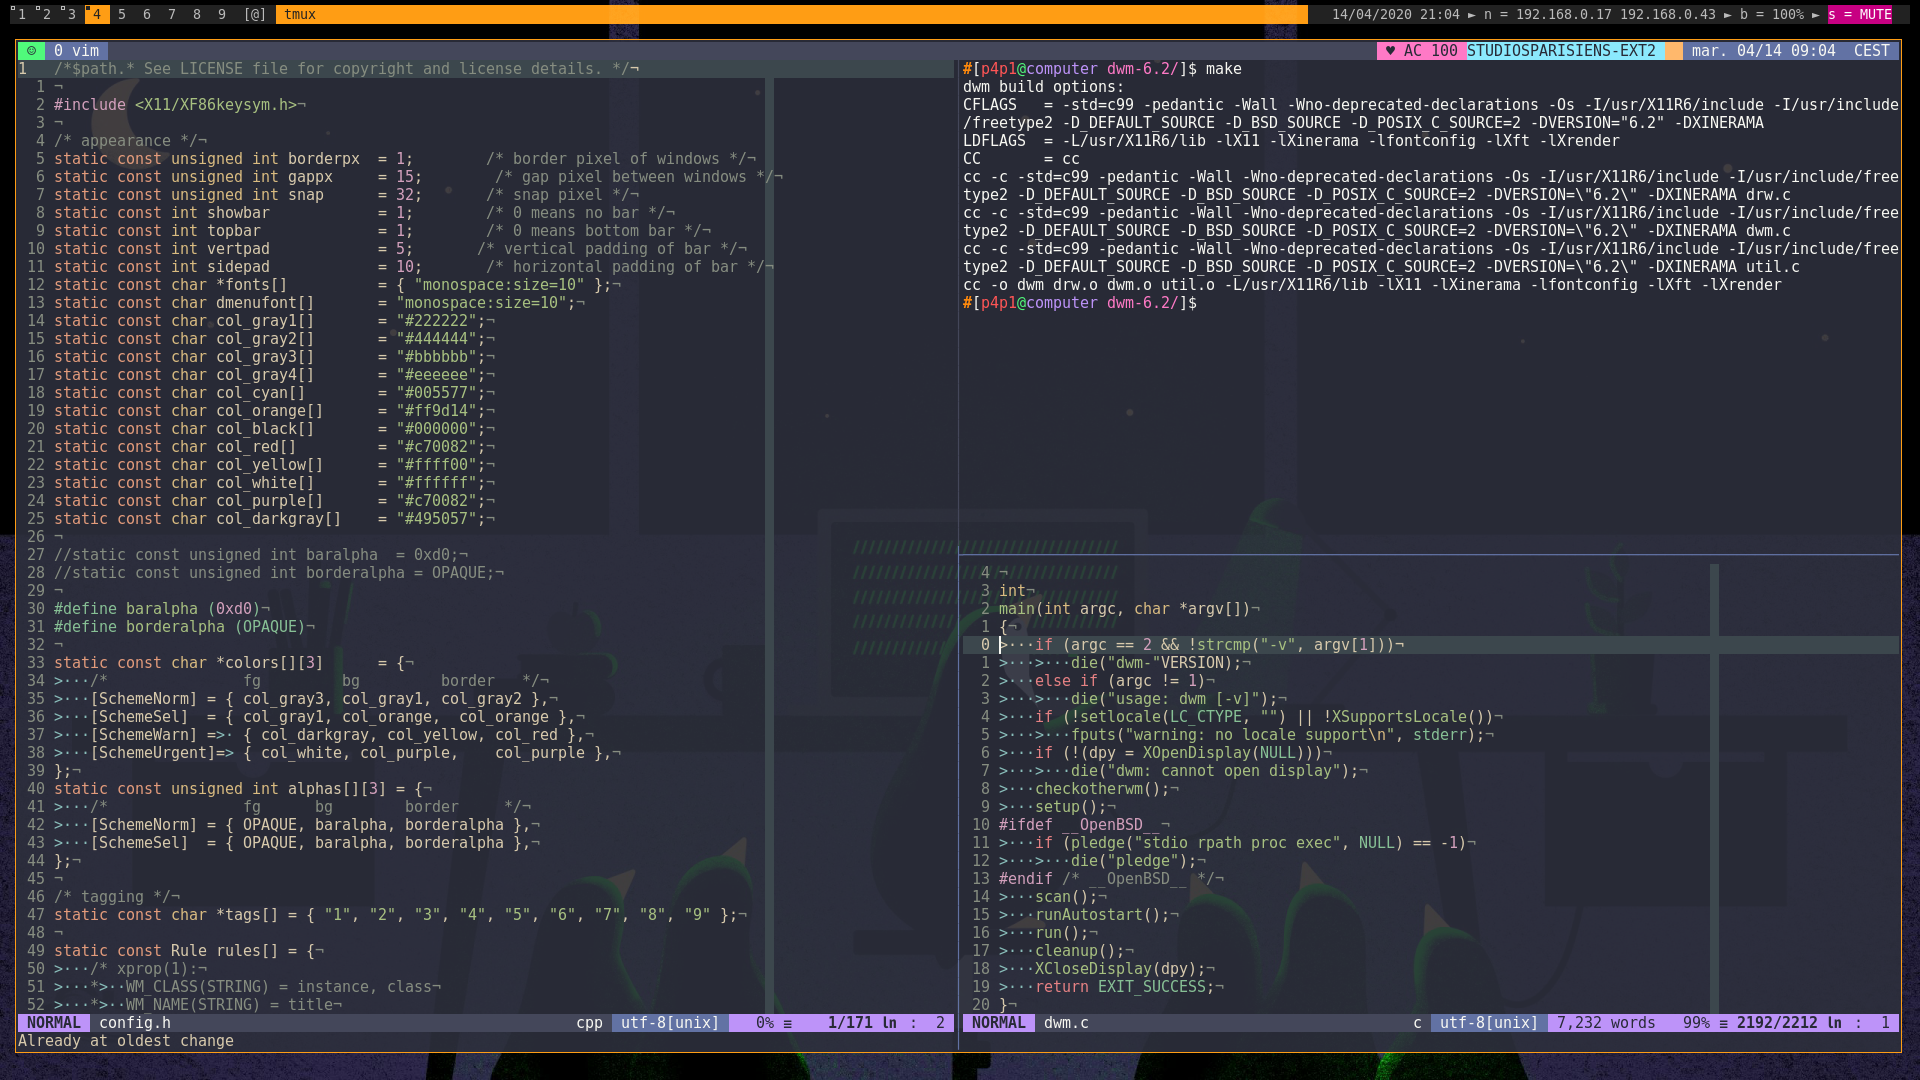 1 2 3 4 5 6 7 8 9 [@] tmux 14/04/2020 21:04 ► n = 192.168.0.17 192.168.0.43 ► b = 100% ► s = MUTE
☺ 0 vim ♥ AC 100 STUDIOSPARISIENS-EXT2 mar. 04/14 09:04 CEST
1 /*$path.* See LICENSE file for copyright and license details. */¬
1 ¬
2 #include <X11/XF86keysym.h>¬
3 ¬
4 /* appearance */¬
5 static const unsigned int borderpx  = 1;        /* border pixel of windows */¬
6 static const unsigned int gappx     = 15;        /* gap pixel between windows */¬
7 static const unsigned int snap      = 32;       /* snap pixel */¬
8 static const int showbar            = 1;        /* 0 means no bar */¬
9 static const int topbar             = 1;        /* 0 means bottom bar */¬
10 static const int vertpad            = 5;       /* vertical padding of bar */¬
11 static const int sidepad            = 10;       /* horizontal padding of bar */¬
12 static const char *fonts[]          = { "monospace:size=10" };¬
13 static const char dmenufont[]       = "monospace:size=10";¬
14 static const char col_gray1[]       = "#222222";¬
15 static const char col_gray2[]       = "#444444";¬
16 static const char col_gray3[]       = "#bbbbbb";¬
17 static const char col_gray4[]       = "#eeeeee";¬
18 static const char col_cyan[]        = "#005577";¬
19 static const char col_orange[]      = "#ff9d14";¬
20 static const char col_black[]       = "#000000";¬
21 static const char col_red[]         = "#c70082";¬
22 static const char col_yellow[]      = "#ffff00";¬
23 static const char col_white[]       = "#ffffff";¬
24 static const char col_purple[]      = "#c70082";¬
25 static const char col_darkgray[]    = "#495057";¬
26 ¬
27 //static const unsigned int baralpha  = 0xd0;¬
28 //static const unsigned int borderalpha = OPAQUE;¬
29 ¬
30 #define baralpha (0xd0)¬
31 #define borderalpha (OPAQUE)¬
32 ¬
33 static const char *colors[][3]      = {¬
34 >···/*               fg         bg         border   */¬
35 >···[SchemeNorm] = { col_gray3, col_gray1, col_gray2 },¬
36 >···[SchemeSel]  = { col_gray1, col_orange,  col_orange },¬
37 >···[SchemeWarn] =>· { col_darkgray, col_yellow, col_red },¬
38 >···[SchemeUrgent]=> { col_white, col_purple,    col_purple },¬
39 };¬
40 static const unsigned int alphas[][3] = {¬
41 >···/*               fg      bg        border     */¬
42 >···[SchemeNorm] = { OPAQUE, baralpha, borderalpha },¬
43 >···[SchemeSel]  = { OPAQUE, baralpha, borderalpha },¬
44 };¬
45 ¬
46 /* tagging */¬
47 static const char *tags[] = { "1", "2", "3", "4", "5", "6", "7", "8", "9" };¬
48 ¬
49 static const Rule rules[] = {¬
50 >···/* xprop(1):¬
51 >···*>··WM_CLASS(STRING) = instance, class¬
52 >···*>··WM_NAME(STRING) = title¬
NORMAL config.h cpp utf-8[unix] 0% ≡ 1/171 ln : 2
Already at oldest change
#[p4p1@computer dwm-6.2/]$ make
dwm build options:
CFLAGS   = -std=c99 -pedantic -Wall -Wno-deprecated-declarations -Os -I/usr/X11R6/include -I/usr/include
/freetype2 -D_DEFAULT_SOURCE -D_BSD_SOURCE -D_POSIX_C_SOURCE=2 -DVERSION="6.2" -DXINERAMA
LDFLAGS  = -L/usr/X11R6/lib -lX11 -lXinerama -lfontconfig -lXft -lXrender
CC       = cc
cc -c -std=c99 -pedantic -Wall -Wno-deprecated-declarations -Os -I/usr/X11R6/include -I/usr/include/free
type2 -D_DEFAULT_SOURCE -D_BSD_SOURCE -D_POSIX_C_SOURCE=2 -DVERSION=\"6.2\" -DXINERAMA drw.c
cc -c -std=c99 -pedantic -Wall -Wno-deprecated-declarations -Os -I/usr/X11R6/include -I/usr/include/free
type2 -D_DEFAULT_SOURCE -D_BSD_SOURCE -D_POSIX_C_SOURCE=2 -DVERSION=\"6.2\" -DXINERAMA dwm.c
cc -c -std=c99 -pedantic -Wall -Wno-deprecated-declarations -Os -I/usr/X11R6/include -I/usr/include/free
type2 -D_DEFAULT_SOURCE -D_BSD_SOURCE -D_POSIX_C_SOURCE=2 -DVERSION=\"6.2\" -DXINERAMA util.c
cc -o dwm drw.o dwm.o util.o -L/usr/X11R6/lib -lX11 -lXinerama -lfontconfig -lXft -lXrender
#[p4p1@computer dwm-6.2/]$
4 ¬
3 int¬
2 main(int argc, char *argv[])¬
1 {¬
0 >···if (argc == 2 && !strcmp("-v", argv[1]))¬
1 >···>···die("dwm-"VERSION);¬
2 >···else if (argc != 1)¬
3 >···>···die("usage: dwm [-v]");¬
4 >···if (!setlocale(LC_CTYPE, "") || !XSupportsLocale())¬
5 >···>···fputs("warning: no locale support\n", stderr);¬
6 >···if (!(dpy = XOpenDisplay(NULL)))¬
7 >···>···die("dwm: cannot open display");¬
8 >···checkotherwm();¬
9 >···setup();¬
10 #ifdef __OpenBSD__¬
11 >···if (pledge("stdio rpath proc exec", NULL) == -1)¬
12 >···>···die("pledge");¬
13 #endif /* __OpenBSD__ */¬
14 >···scan();¬
15 >···runAutostart();¬
16 >···run();¬
17 >···cleanup();¬
18 >···XCloseDisplay(dpy);¬
19 >···return EXIT_SUCCESS;¬
20 }¬
NORMAL dwm.c c utf-8[unix] 7,232 words 99% ≡ 2192/2212 ln : 1